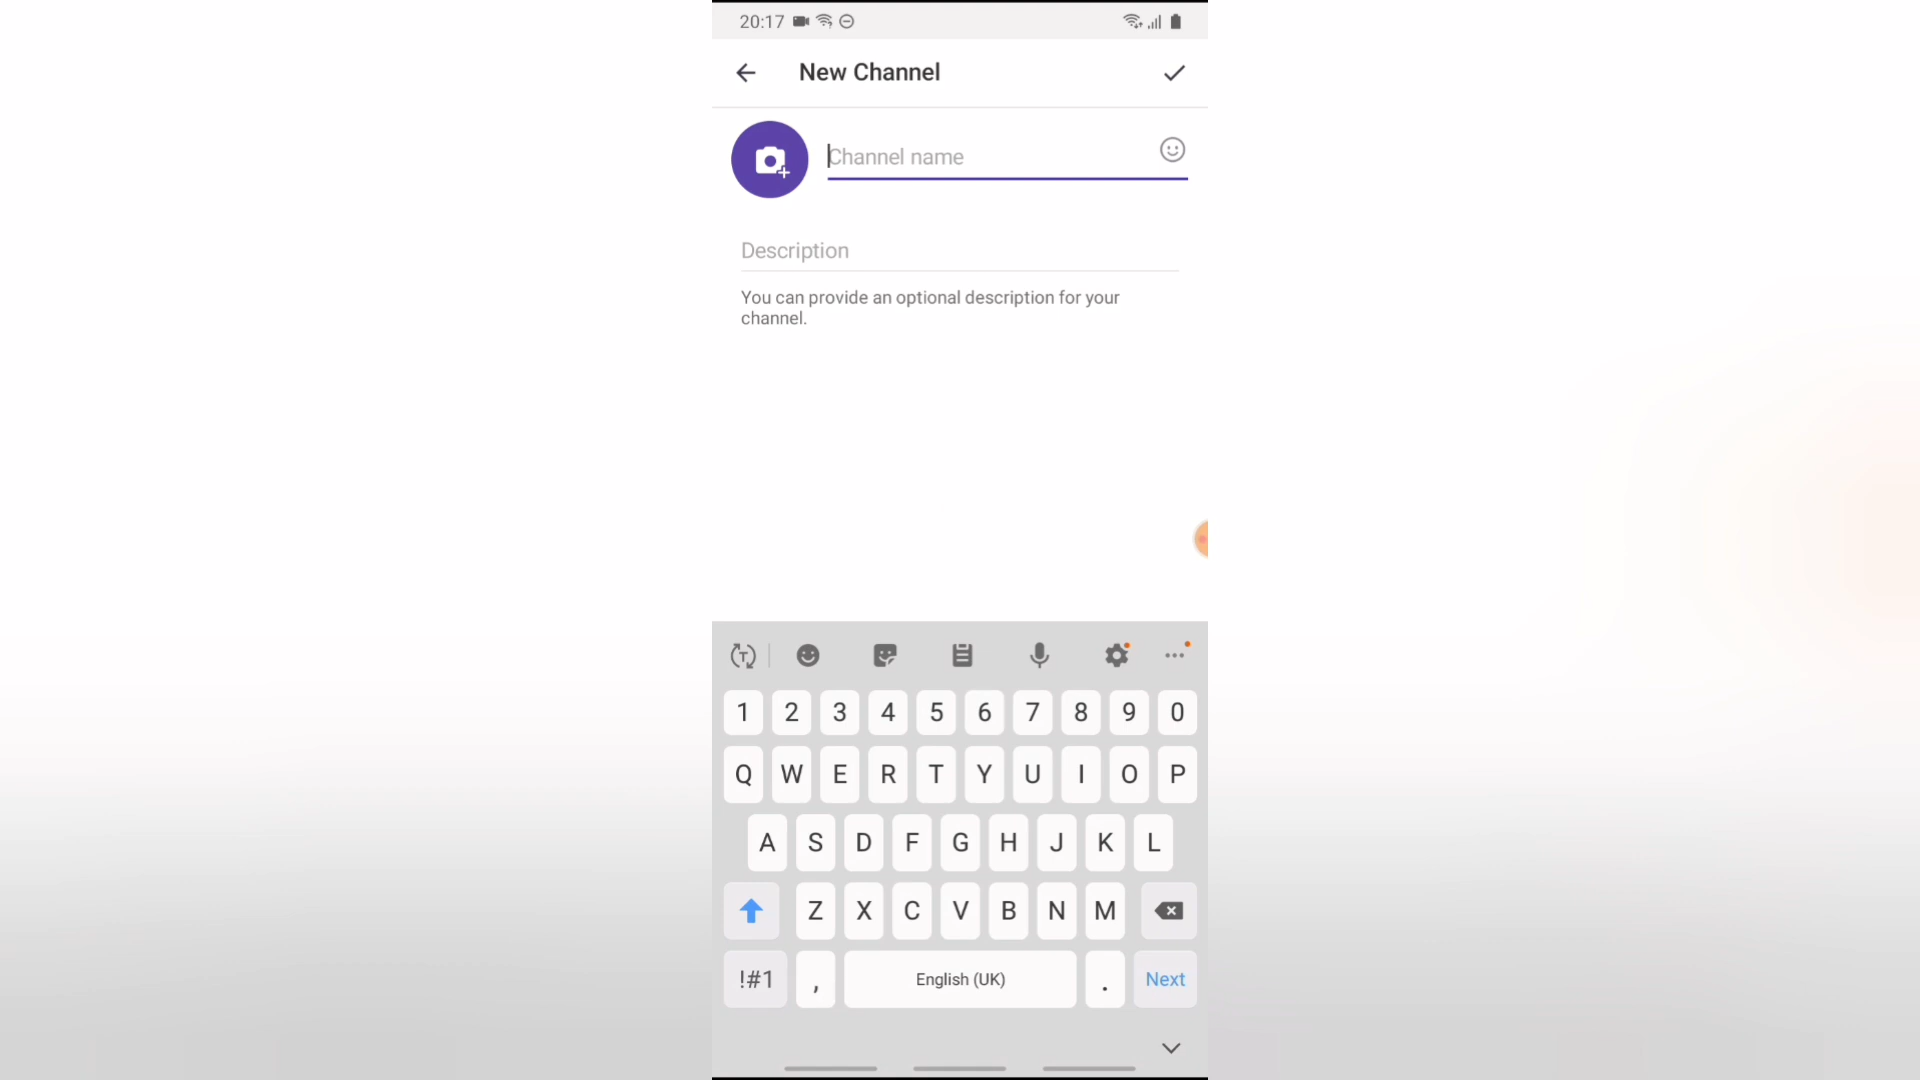 20:17
New Channel
Channel name
Description
You can provide an optional description for your
channel.
1 2 3 4 5 6 7 8 9 0
Q W E R T Y U I O P
A S D F G H J K L
Z X C V B N M
!#1 , English (UK) . Next